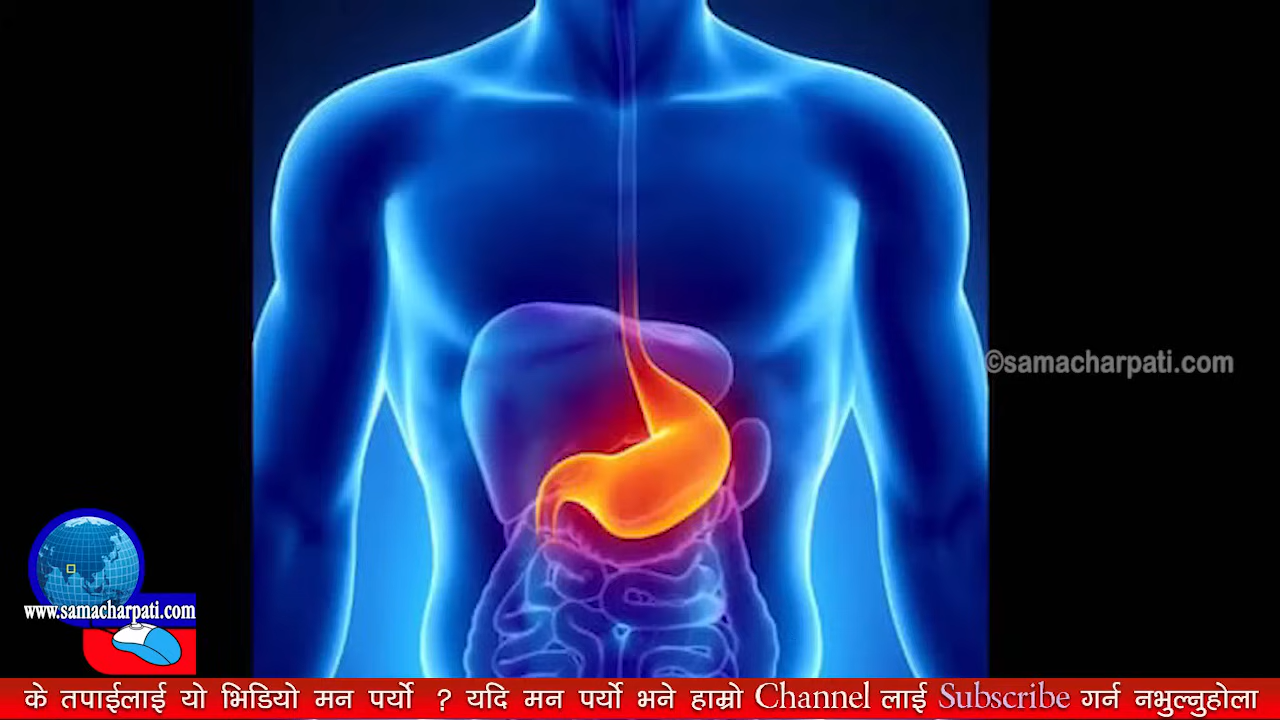 ©samacharpati.com
www.samacharpati.com
के तपाईलाई यो भिडियो मन पर्यो ? यदि मन पर्यो भने हाम्रो Channel लाई Subscribe गर्न नभुल्नुहोला